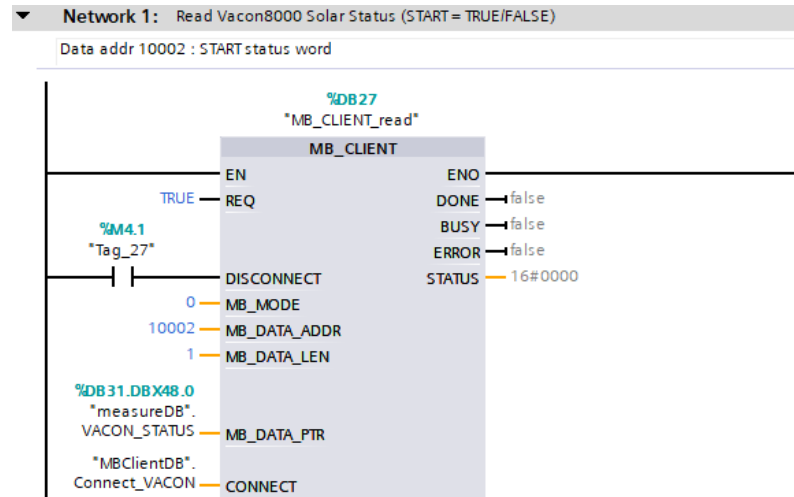 Network 1: Read Vacon8000 Solar Status (START = TRUE/FALSE)
Data addr 10002 : START status word
%DB27
"MB_CLIENT_read"
MB_CLIENT
EN ENO
TRUE REQ DONE false
%M4.1 BUSY false
"Tag_27" ERROR false
DISCONNECT STATUS 16#0000
0 MB_MODE
10002 MB_DATA_ADDR
1 MB_DATA_LEN
%DB31.DBX48.0
"measureDB".
VACON_STATUS MB_DATA_PTR
"MBClientDB".
Connect_VACON CONNECT